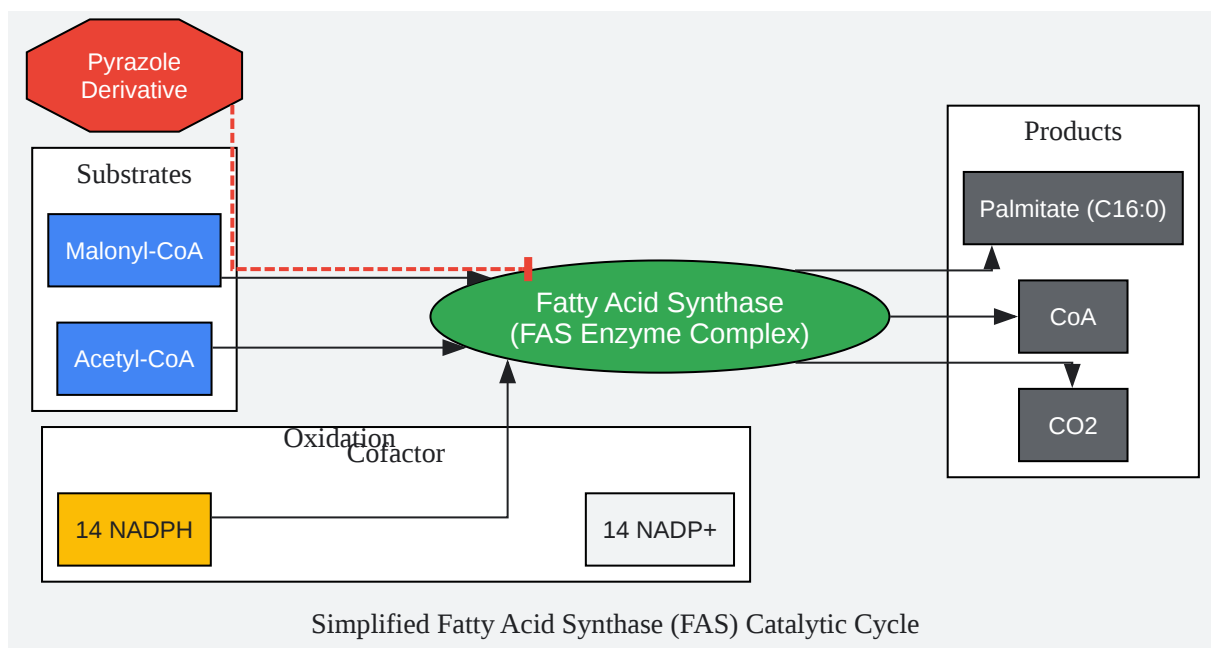 Pyrazole
Derivative
Substrates
Malonyl-CoA
Acetyl-CoA
Fatty Acid Synthase
(FAS Enzyme Complex)
Products
Palmitate (C16:0)
CoA
CO2
Oxidation
Cofactor
14 NADPH
14 NADP+
Simplified Fatty Acid Synthase (FAS) Catalytic Cycle